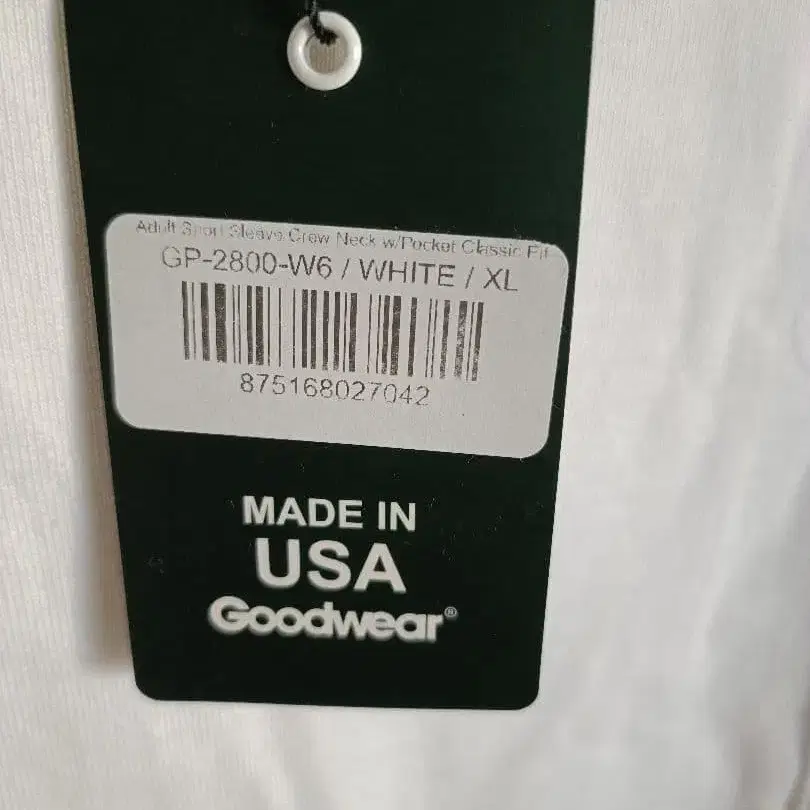 Adult Short Sleeve Crew Neck w/Pocket Classic Fit
GP-2800-W6 / WHITE / XL
875168027042
MADE IN
USA
Goodwear®